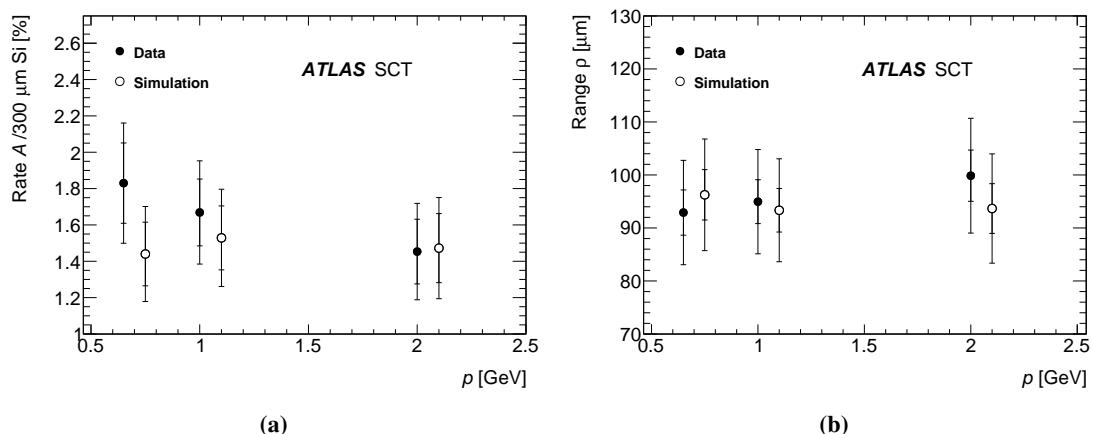 Rate A /300 μm Si [%]
2.6
2.4
2.2
2
1.8
1.6
1.4
1.2
1
Data
Simulation
ATLAS SCT
0.5 1 1.5 2 2.5
p [GeV]
(a)
Range ρ [μm]
130
120
110
100
90
80
70
Data
Simulation
ATLAS SCT
0.5 1 1.5 2 2.5
p [GeV]
(b)